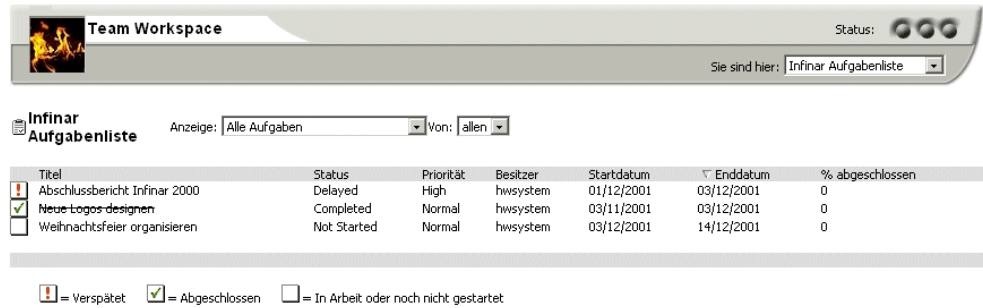 Team Workspace
Status:
Sie sind hier: Infinar Aufgabenliste
Infinar
Aufgabenliste
Anzeige: Alle Aufgaben Von: allen
Titel Status Priorität Besitzer Startdatum Enddatum % abgeschlossen
Abschlussbericht Infinar 2000 Delayed High hwsystem 01/12/2001 03/12/2001 0
Neue Logos designen Completed Normal hwsystem 03/11/2001 03/12/2001 0
Weihnachtsfeier organisieren Not Started Normal hwsystem 03/12/2001 14/12/2001 0
= Verspätet = Abgeschlossen = In Arbeit oder noch nicht gestartet